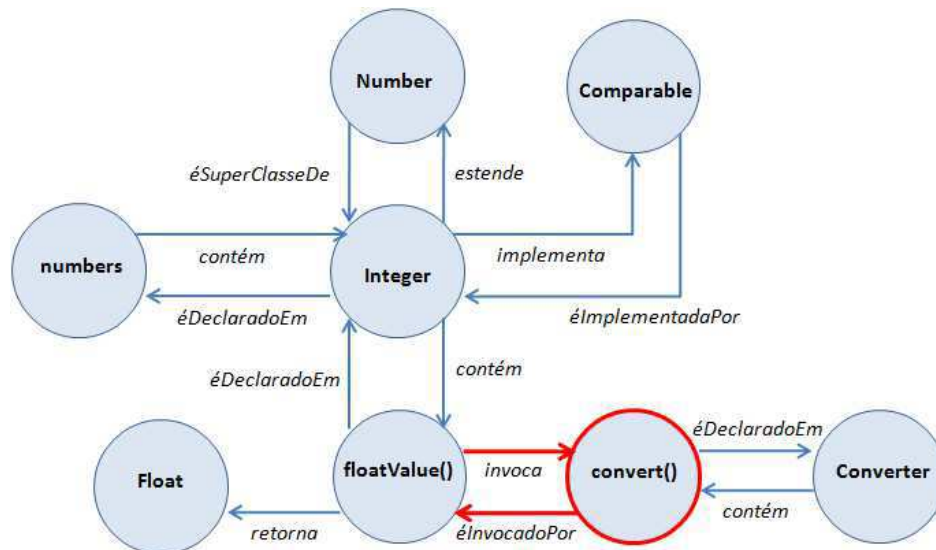 Number
Comparable
éSuperClasseDe
estende
numbers
contém
Integer
implementa
éDeclaradoEm
éImplementadaPor
éDeclaradoEm
contém
Float
floatValue()
invoca
convert()
éDeclaradoEm
Converter
retorna
éInvocadoPor
contém